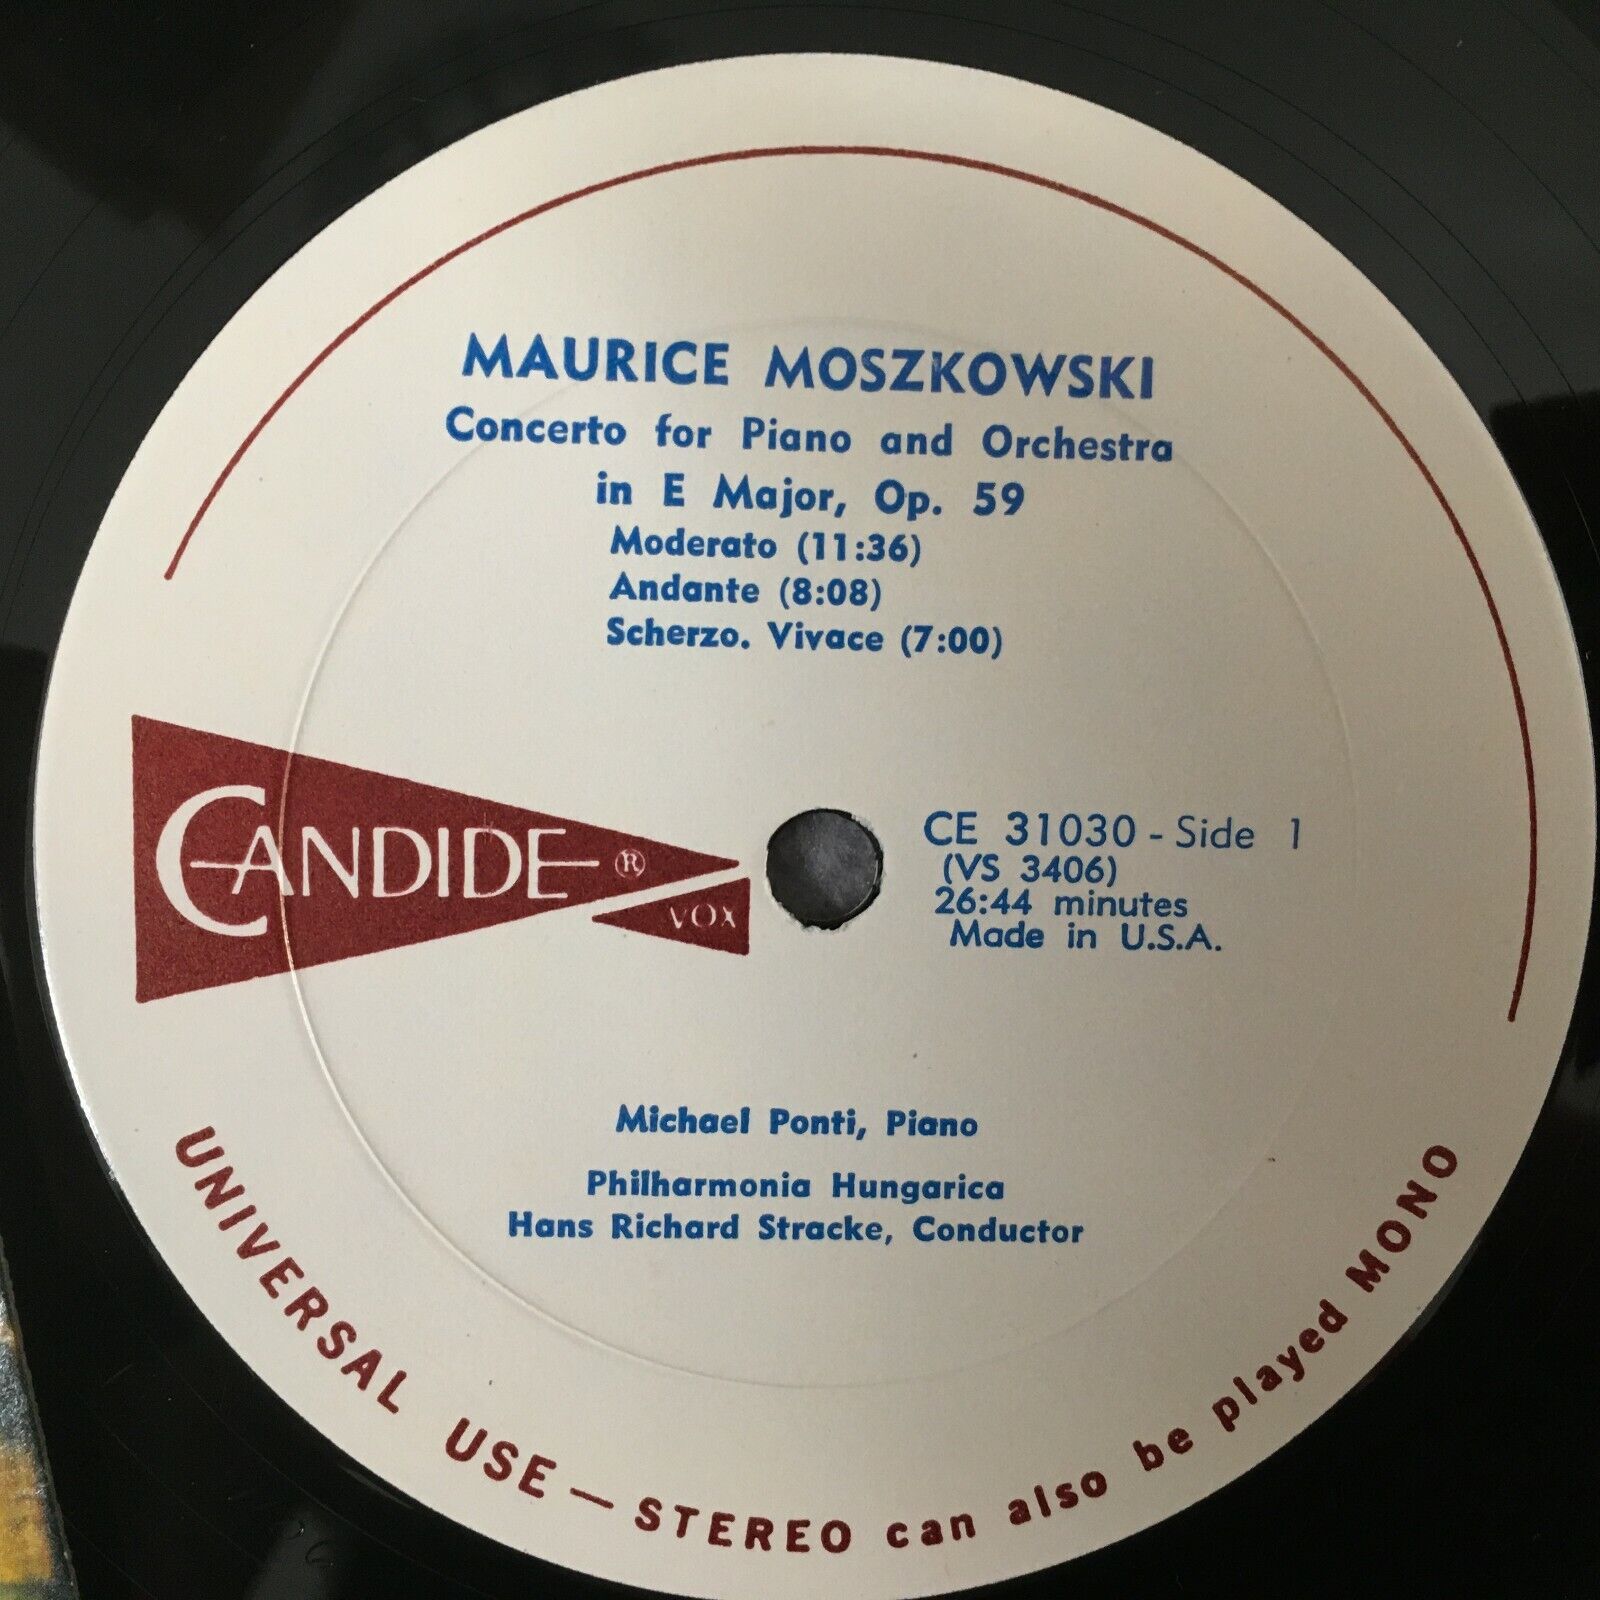 MAURICE MOSZKOWSKI
Concerto for Piano and Orchestra
in E Major, Op. 59
Moderato (11:36)
Andante (8:08)
Scherzo. Vivace (7:00)
CANDIDE ®
VOX
CE 31030 - Side 1
(VS 3406)
26:44 minutes
Made in U.S.A.
Michael Ponti, Piano
Philharmonia Hungarica
Hans Richard Stracke, Conductor
UNIVERSAL USE — STEREO can also be played MONO